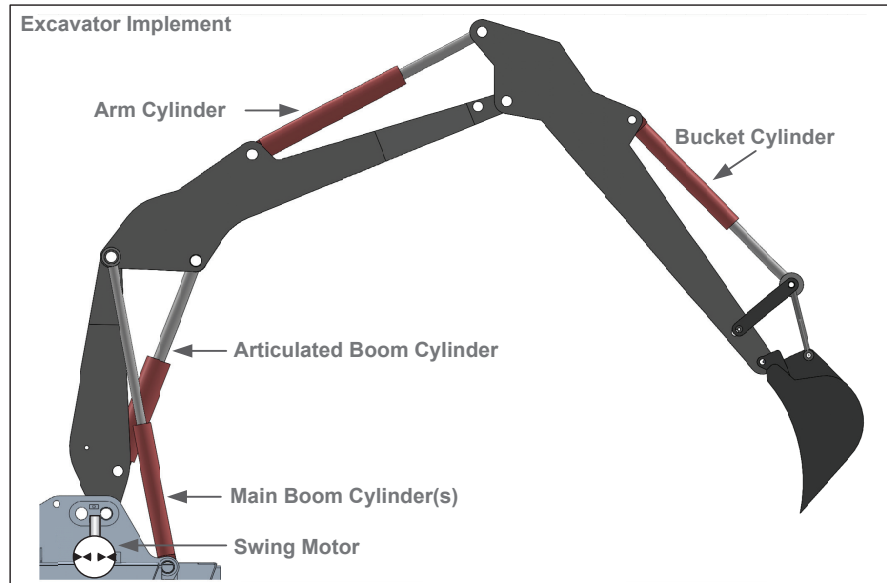 Excavator Implement
Arm Cylinder
Bucket Cylinder
Articulated Boom Cylinder
Main Boom Cylinder(s)
Swing Motor